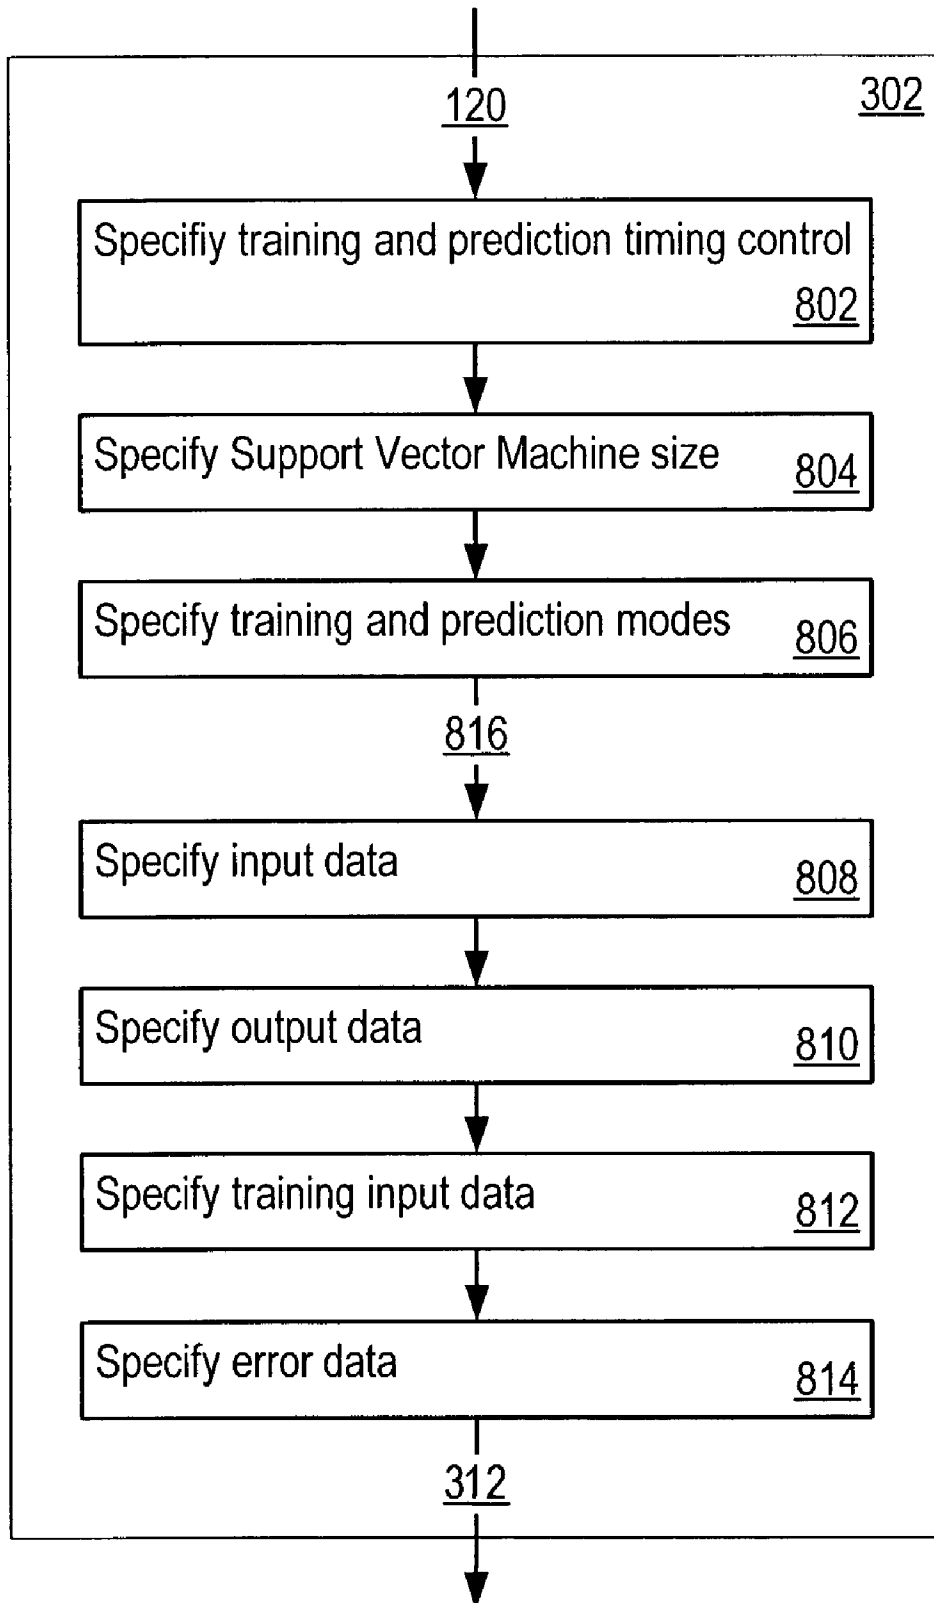 120
302
Specifiy training and prediction timing control
802
Specify Support Vector Machine size
804
Specify training and prediction modes
806
816
Specify input data
808
Specify output data
810
Specify training input data
812
Specify error data
814
312